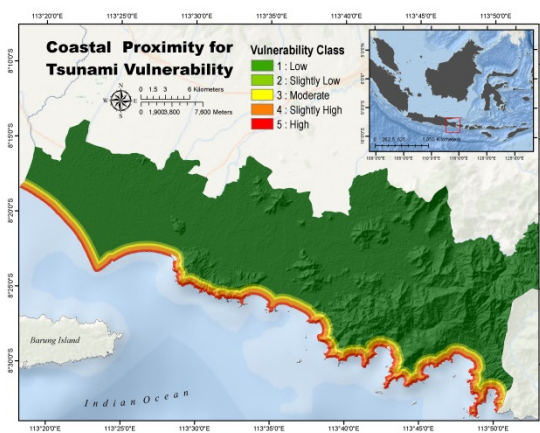 113°20'0"E 113°25'0"E 113°30'0"E 113°35'0"E 113°40'0"E 113°45'0"E 113°50'0"E
Coastal Proximity for
Tsunami Vulnerability
N
W E
S
0 1.5 3 6 Kilometers
0 1,900 3,800 7,600 Meters
Vulnerability Class
1 : Low
2 : Slightly Low
3 : Moderate
4 : Slightly High
5 : High
8°10'0"S
8°15'0"S
8°20'0"S
8°25'0"S
8°30'0"S
Barung Island
Indian Ocean
113°20'0"E 113°25'0"E 113°30'0"E 113°35'0"E 113°40'0"E 113°45'0"E 113°50'0"E